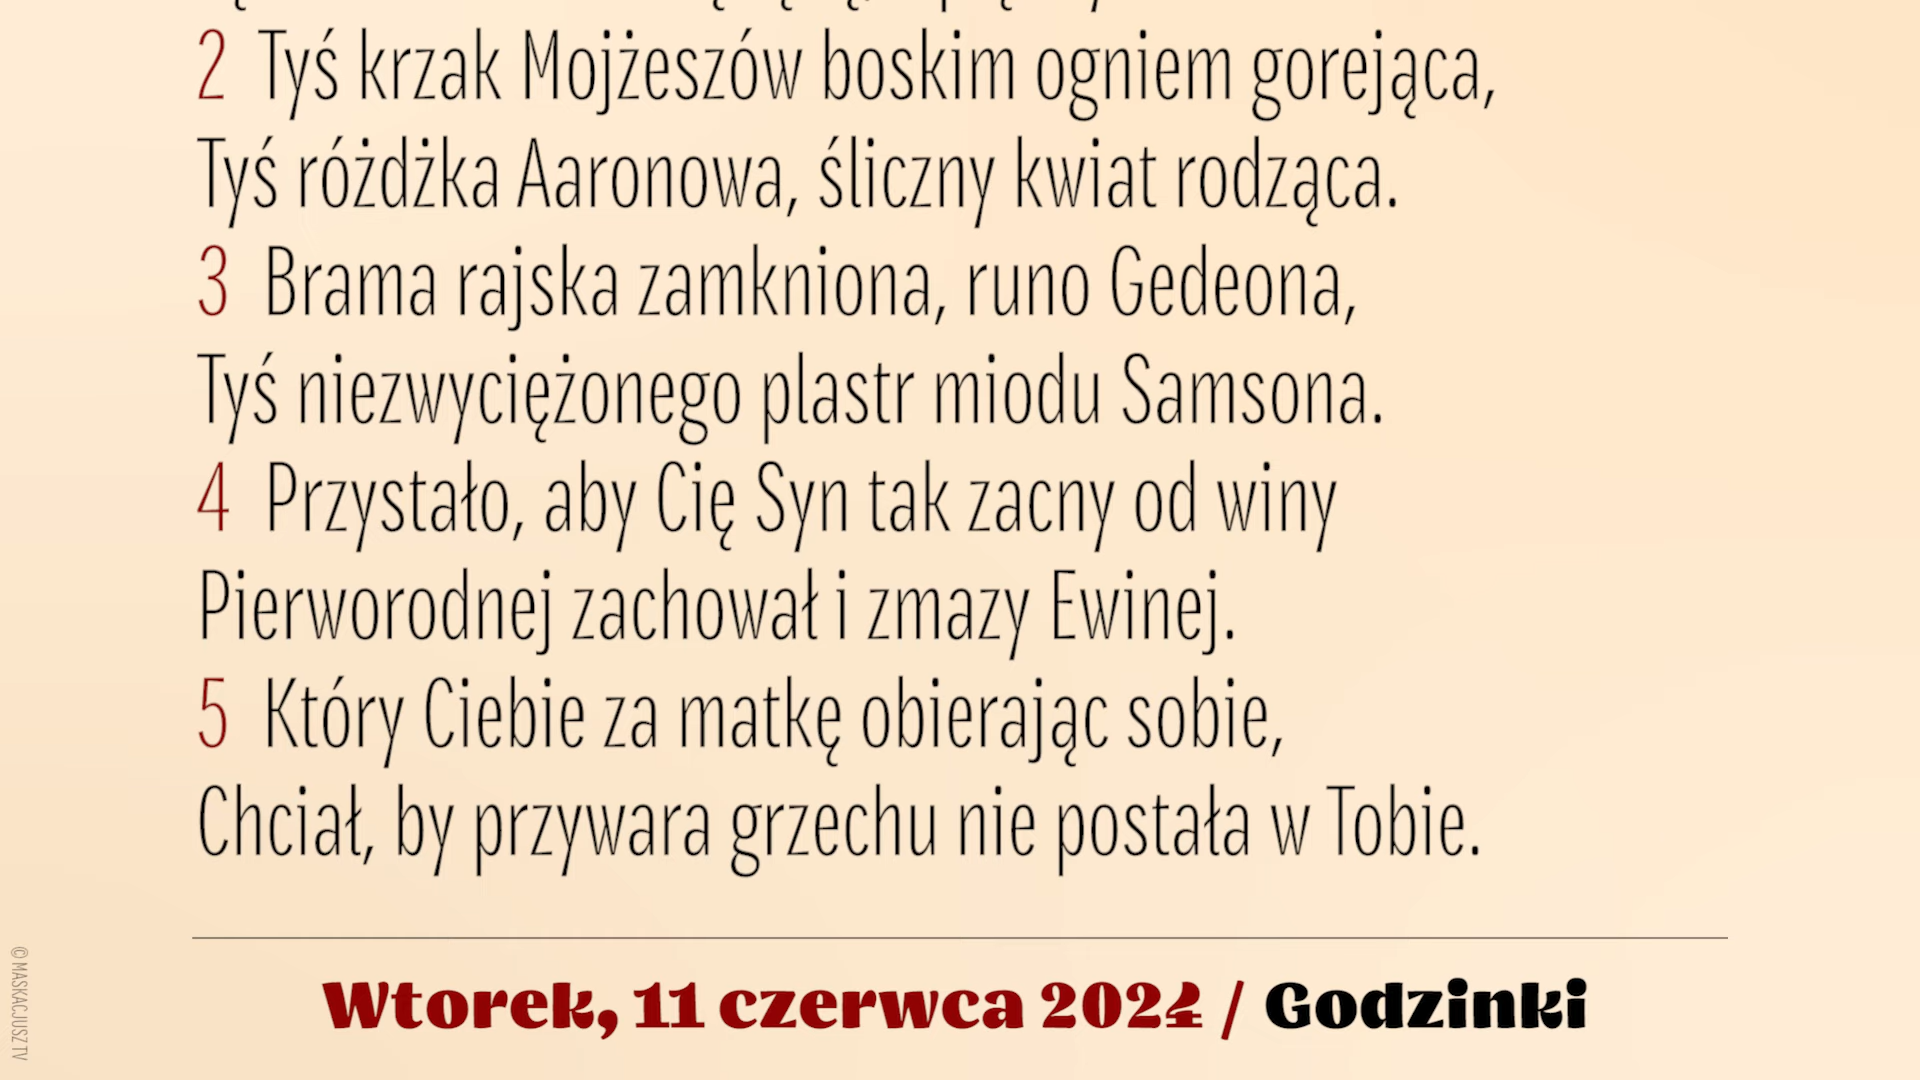 2 Tyś krzak Mojżeszów boskim ogniem gorejąca,
Tyś różdżka Aaronowa, śliczny kwiat rodząca.
3 Brama rajska zamkniona, runo Gedeona,
Tyś niezwyciężonego plastr miodu Samsona.
4 Przystało, aby Cię Syn tak zacny od winy
Pierworodnej zachował i zmazy Ewinej.
5 Który Ciebie za matkę obierając sobie,
Chciał, by przywara grzechu nie postała w Tobie.
Wtorek, 11 czerwca 2024 / Godzinki
© MASKACJUSZ TV